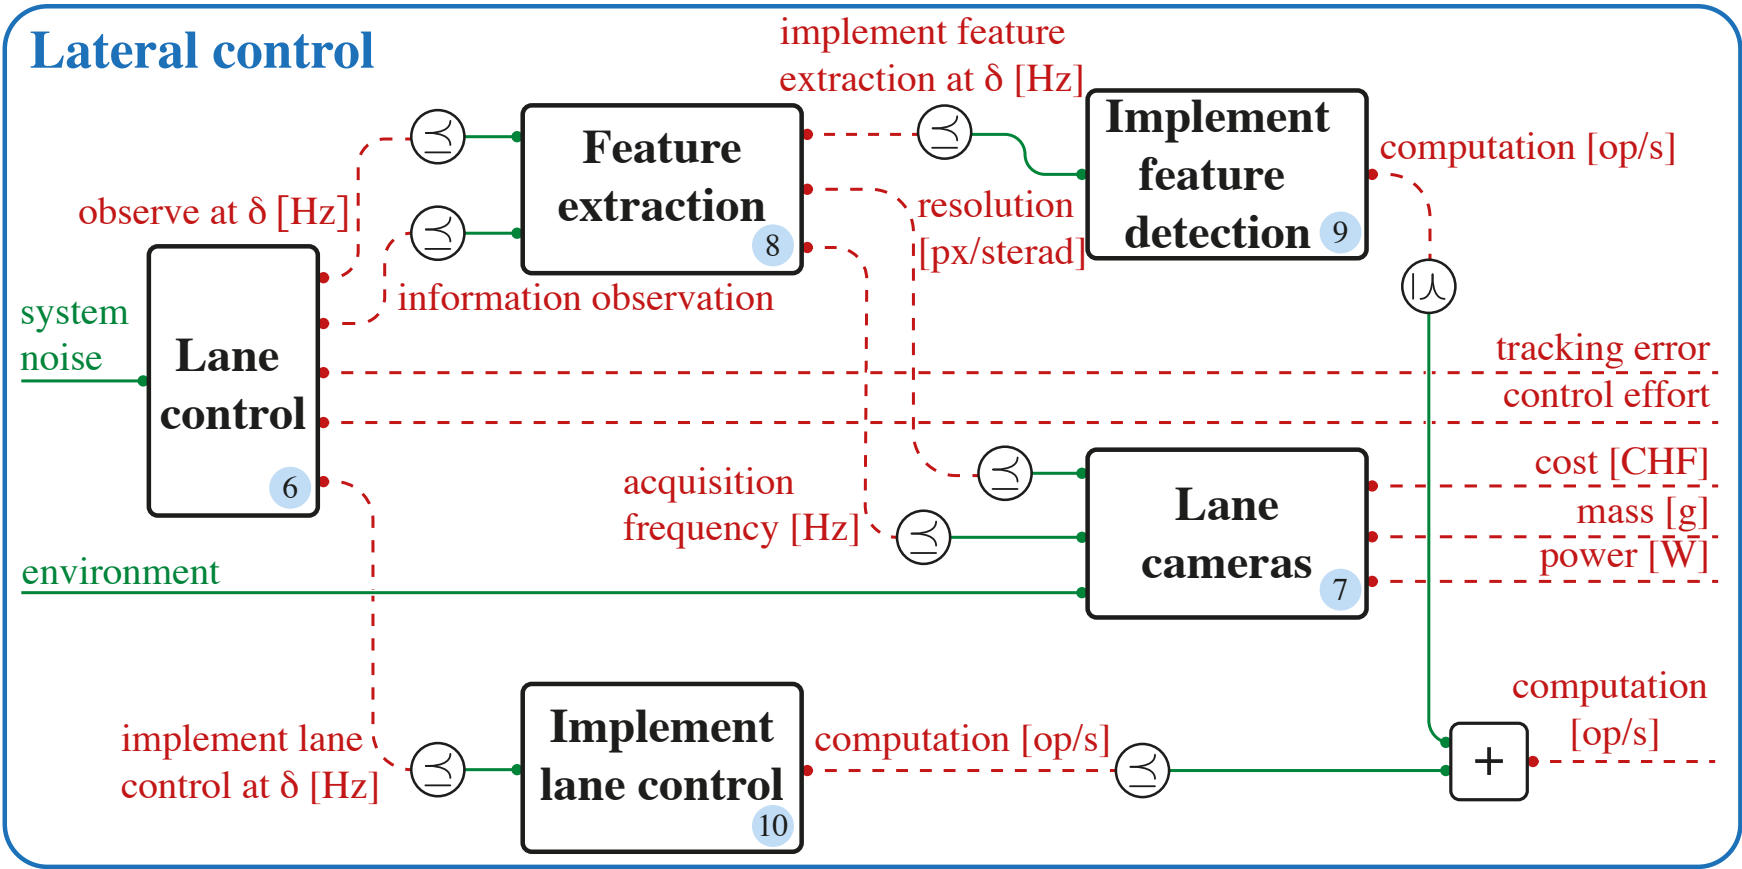 Lateral control
implement feature
extraction at δ [Hz]
⪯
Feature
extraction
8
⪯
Implement
feature
detection
9
computation [op/s]
observe at δ [Hz]
⪯
resolution
[px/sterad]
⪯
information observation
system
noise
Lane
control
6
tracking error
control effort
acquisition
frequency [Hz]
⪯
⪯
Lane
cameras
7
cost [CHF]
mass [g]
power [W]
environment
implement lane
control at δ [Hz]
⪯
Implement
lane control
10
computation [op/s]
⪯
+
computation
[op/s]